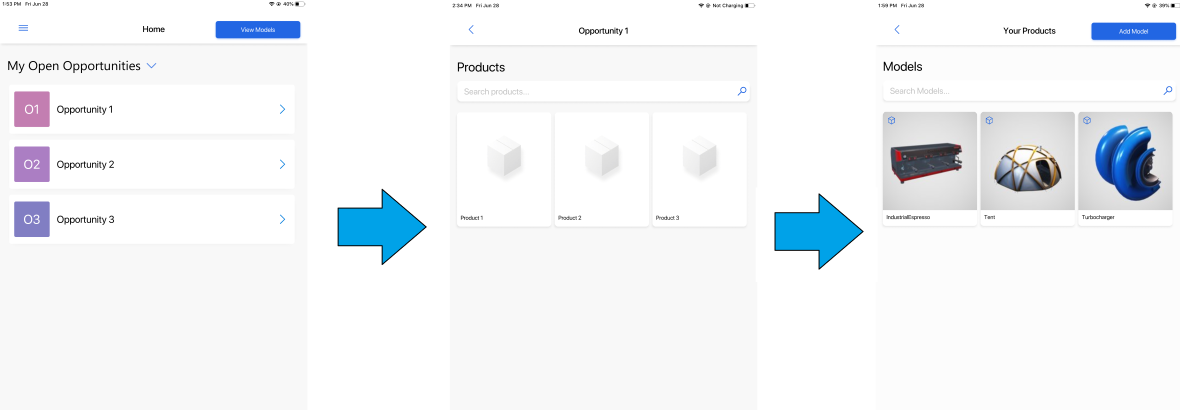 1:53 PM Fri Jun 28
40%
Home
View Models
My Open Opportunities
O1
Opportunity 1
O2
Opportunity 2
O3
Opportunity 3
2:34 PM Fri Jun 28
Not Charging
Opportunity 1
Products
Search products...
Product 1
Product 2
Product 3
1:59 PM Fri Jun 28
39%
Your Products
Add Model
Models
Search Models...
IndustrialEspresso
Tent
Turbocharger